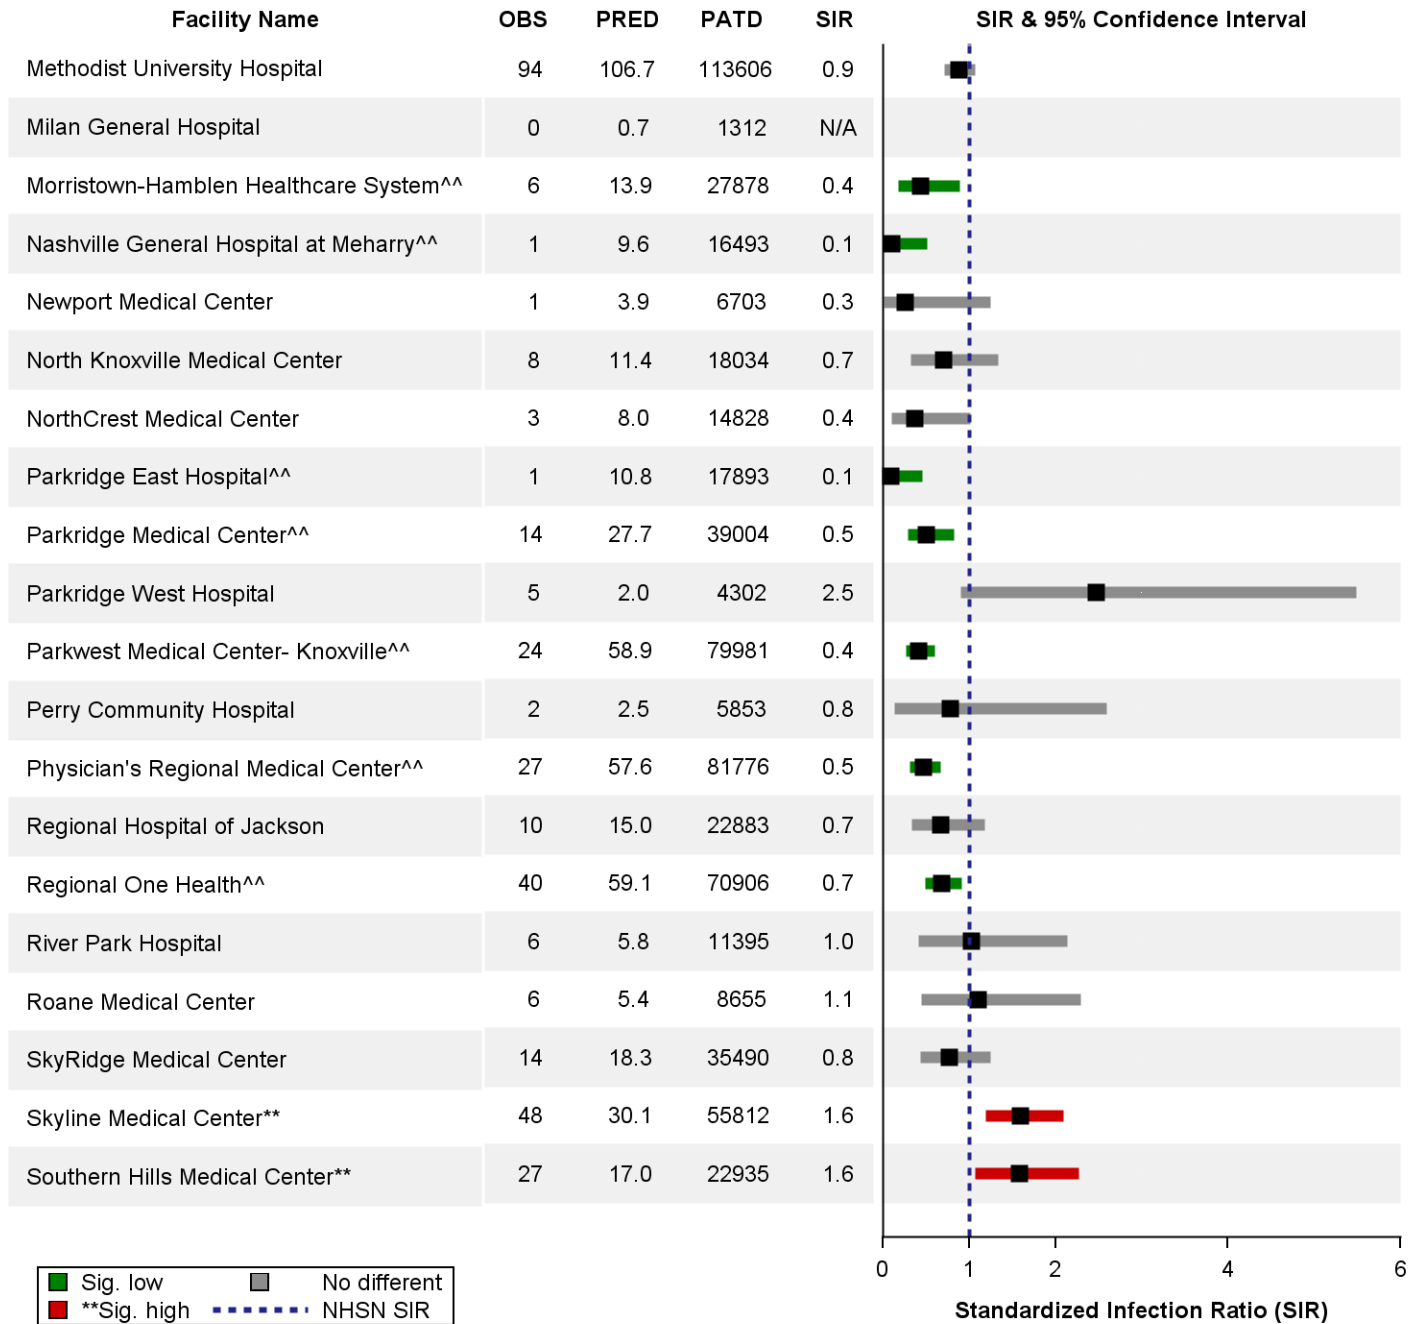 Facility Name OBS PRED PATD SIR SIR & 95% Confidence Interval
Methodist University Hospital 94 106.7 113606 0.9
Milan General Hospital 0 0.7 1312 N/A
Morristown-Hamblen Healthcare System^^ 6 13.9 27878 0.4
Nashville General Hospital at Meharry^^ 1 9.6 16493 0.1
Newport Medical Center 1 3.9 6703 0.3
North Knoxville Medical Center 8 11.4 18034 0.7
NorthCrest Medical Center 3 8.0 14828 0.4
Parkridge East Hospital^^ 1 10.8 17893 0.1
Parkridge Medical Center^^ 14 27.7 39004 0.5
Parkridge West Hospital 5 2.0 4302 2.5
Parkwest Medical Center- Knoxville^^ 24 58.9 79981 0.4
Perry Community Hospital 2 2.5 5853 0.8
Physician's Regional Medical Center^^ 27 57.6 81776 0.5
Regional Hospital of Jackson 10 15.0 22883 0.7
Regional One Health^^ 40 59.1 70906 0.7
River Park Hospital 6 5.8 11395 1.0
Roane Medical Center 6 5.4 8655 1.1
SkyRidge Medical Center 14 18.3 35490 0.8
Skyline Medical Center** 48 30.1 55812 1.6
Southern Hills Medical Center** 27 17.0 22935 1.6
0 1 2 4 6
Sig. low No different
**Sig. high NHSN SIR
Standardized Infection Ratio (SIR)